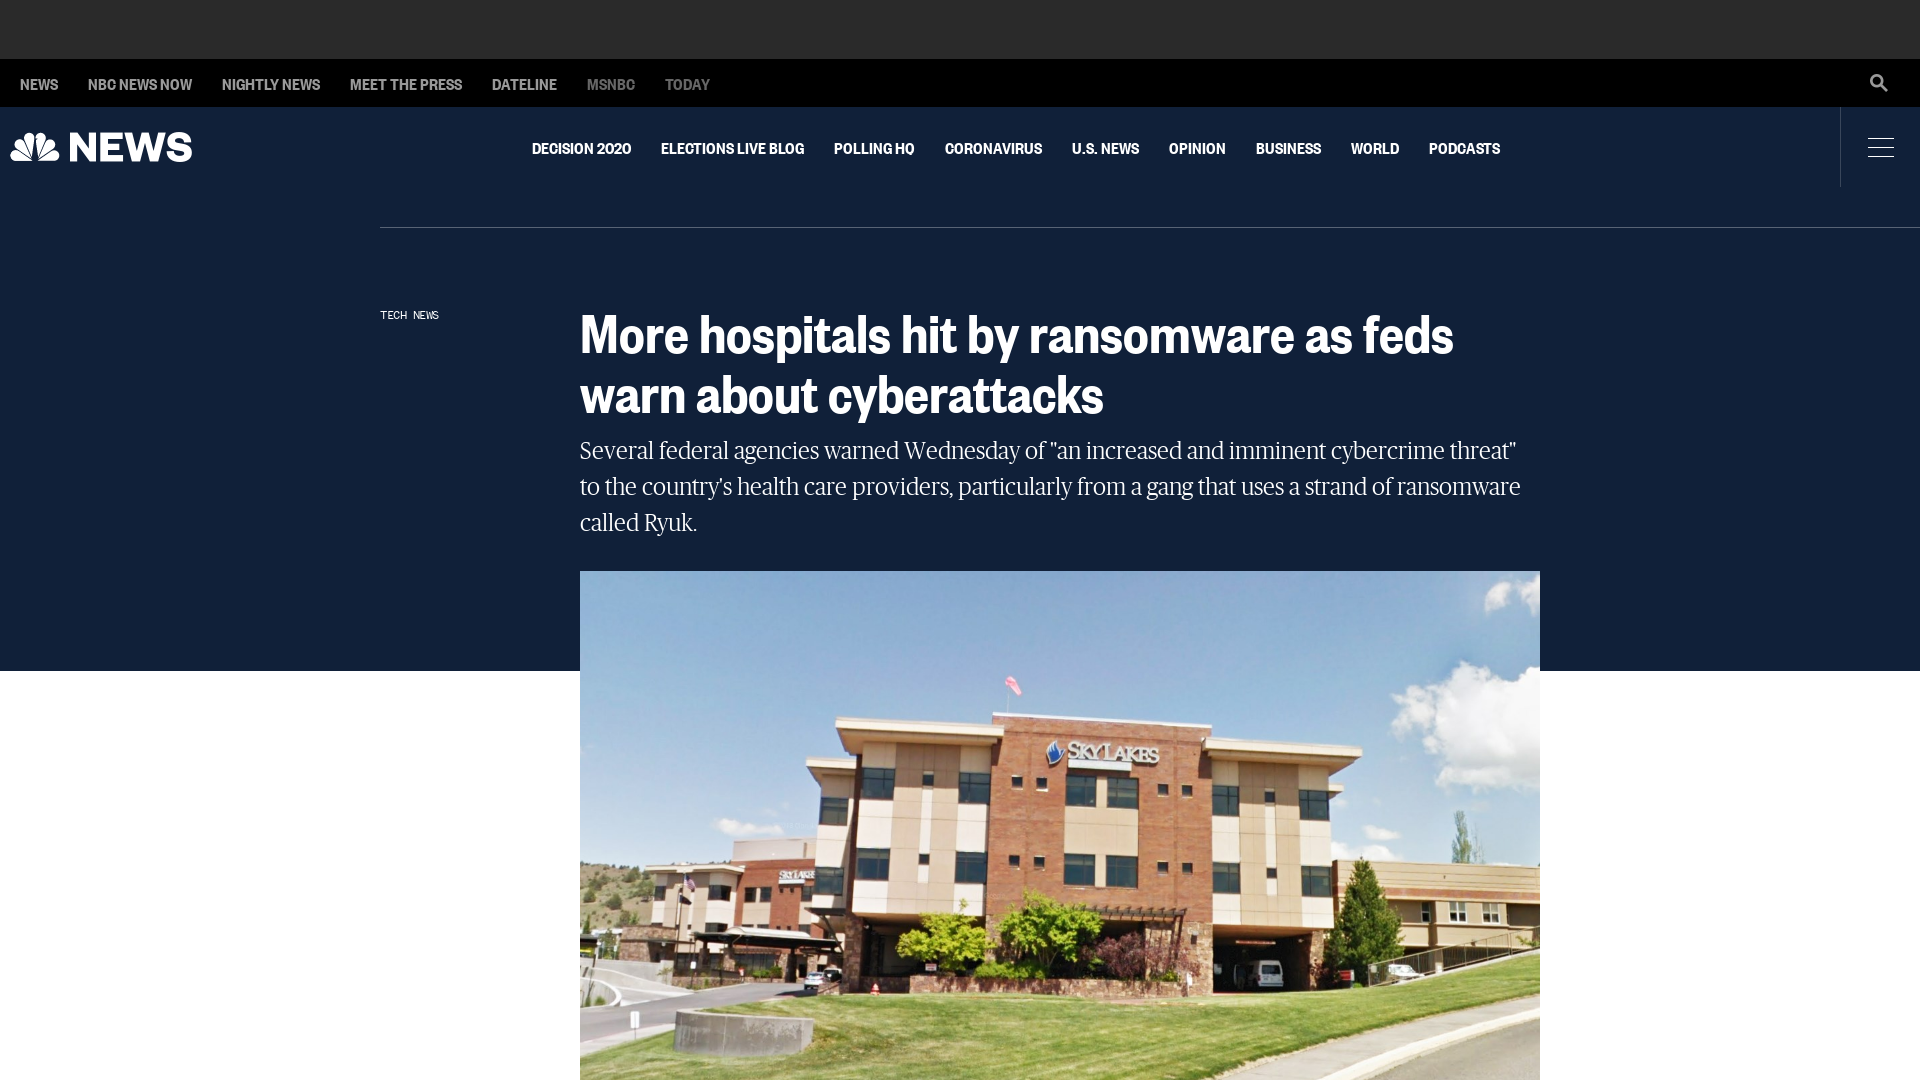 NEWS NBC NEWS NOW NIGHTLY NEWS MEET THE PRESS DATELINE MSNBC TODAY
NEWS DECISION 2020 ELECTIONS LIVE BLOG POLLING HQ CORONAVIRUS U.S. NEWS OPINION BUSINESS WORLD PODCASTS
TECH NEWS
More hospitals hit by ransomware as feds
warn about cyberattacks
Several federal agencies warned Wednesday of "an increased and imminent cybercrime threat"
to the country's health care providers, particularly from a gang that uses a strand of ransomware
called Ryuk.
SKY LAKES
SKY LAKES